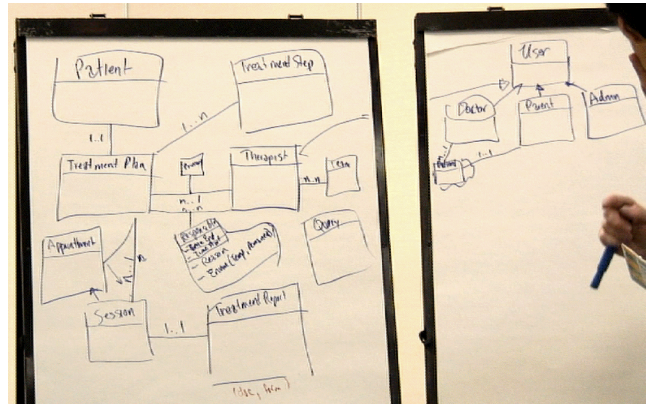 Patient
Treatment Step
1..n
1..1
Treatment Plan
Therapist
Team
n..1
n..n
n..n
Appointment
- Reason
Query
n
Session
1..1
Treatment Report
User
Doctor
Parent
Admin
1..1